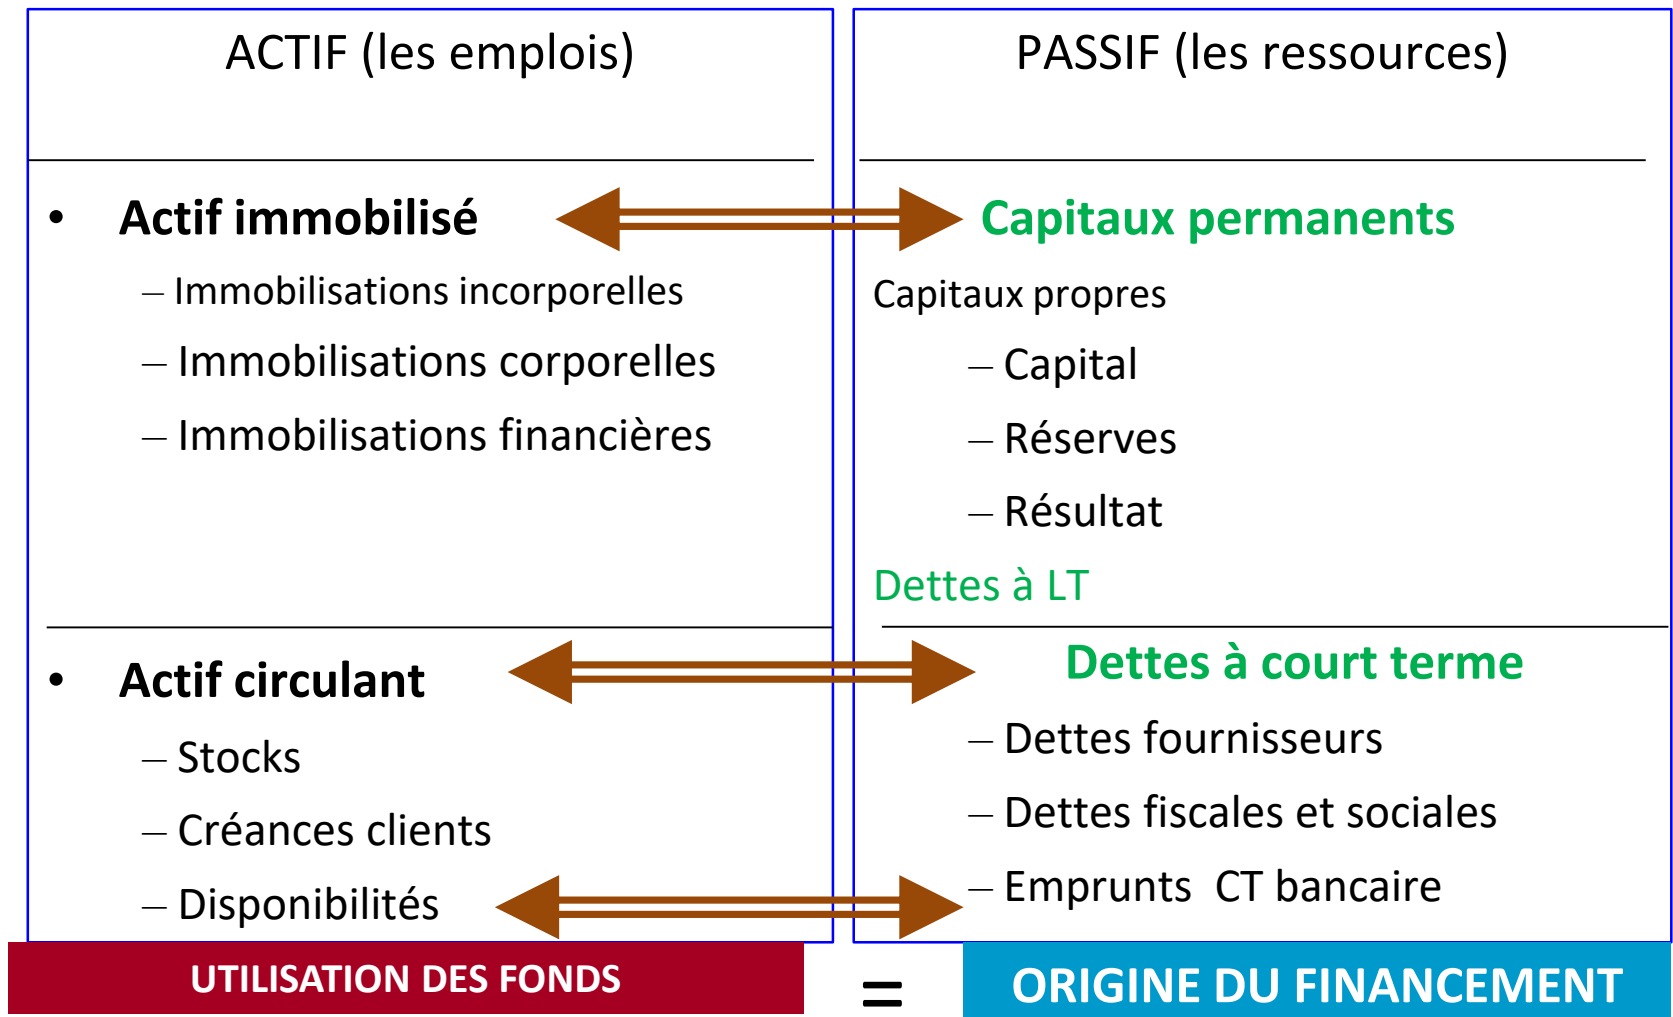 ACTIF (les emplois)
• Actif immobilisé
– Immobilisations incorporelles
– Immobilisations corporelles
– Immobilisations financières
• Actif circulant
– Stocks
– Créances clients
– Disponibilités
UTILISATION DES FONDS
=
PASSIF (les ressources)
Capitaux permanents
Capitaux propres
– Capital
– Réserves
– Résultat
Dettes à LT
Dettes à court terme
– Dettes fournisseurs
– Dettes fiscales et sociales
– Emprunts CT bancaire
ORIGINE DU FINANCEMENT